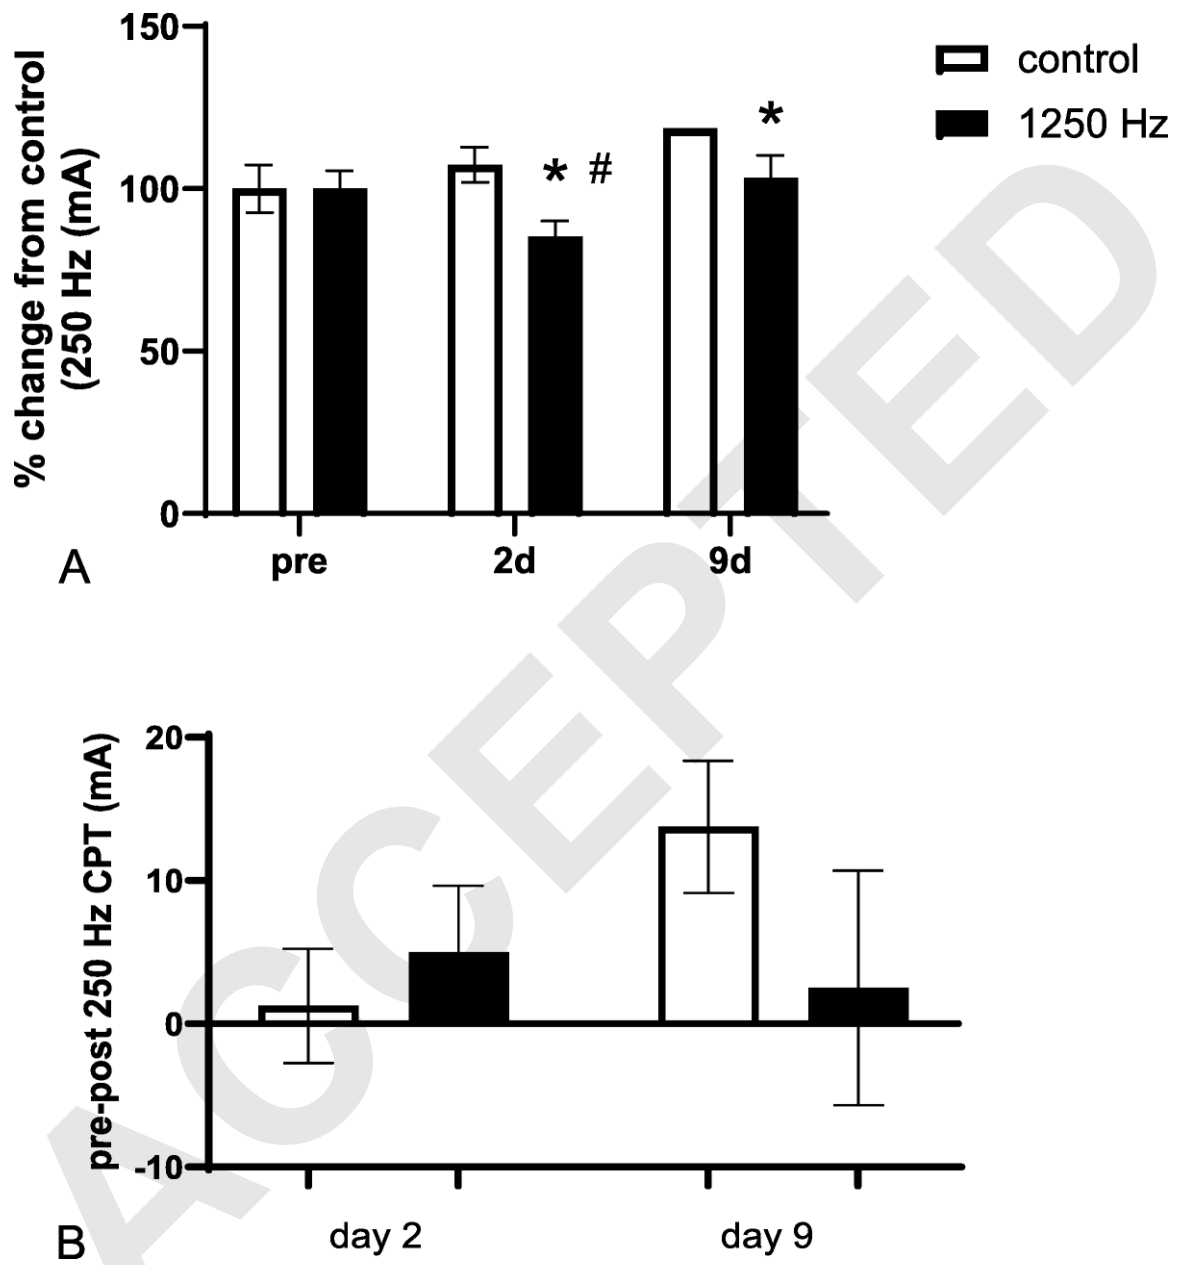 150
100
50
0
% change from control
(250 Hz (mA)
control
1250 Hz
* #
*
pre 2d 9d
A
20
10
0
-10
pre-post 250 Hz CPT (mA)
day 2 day 9
B
ACCEPTED